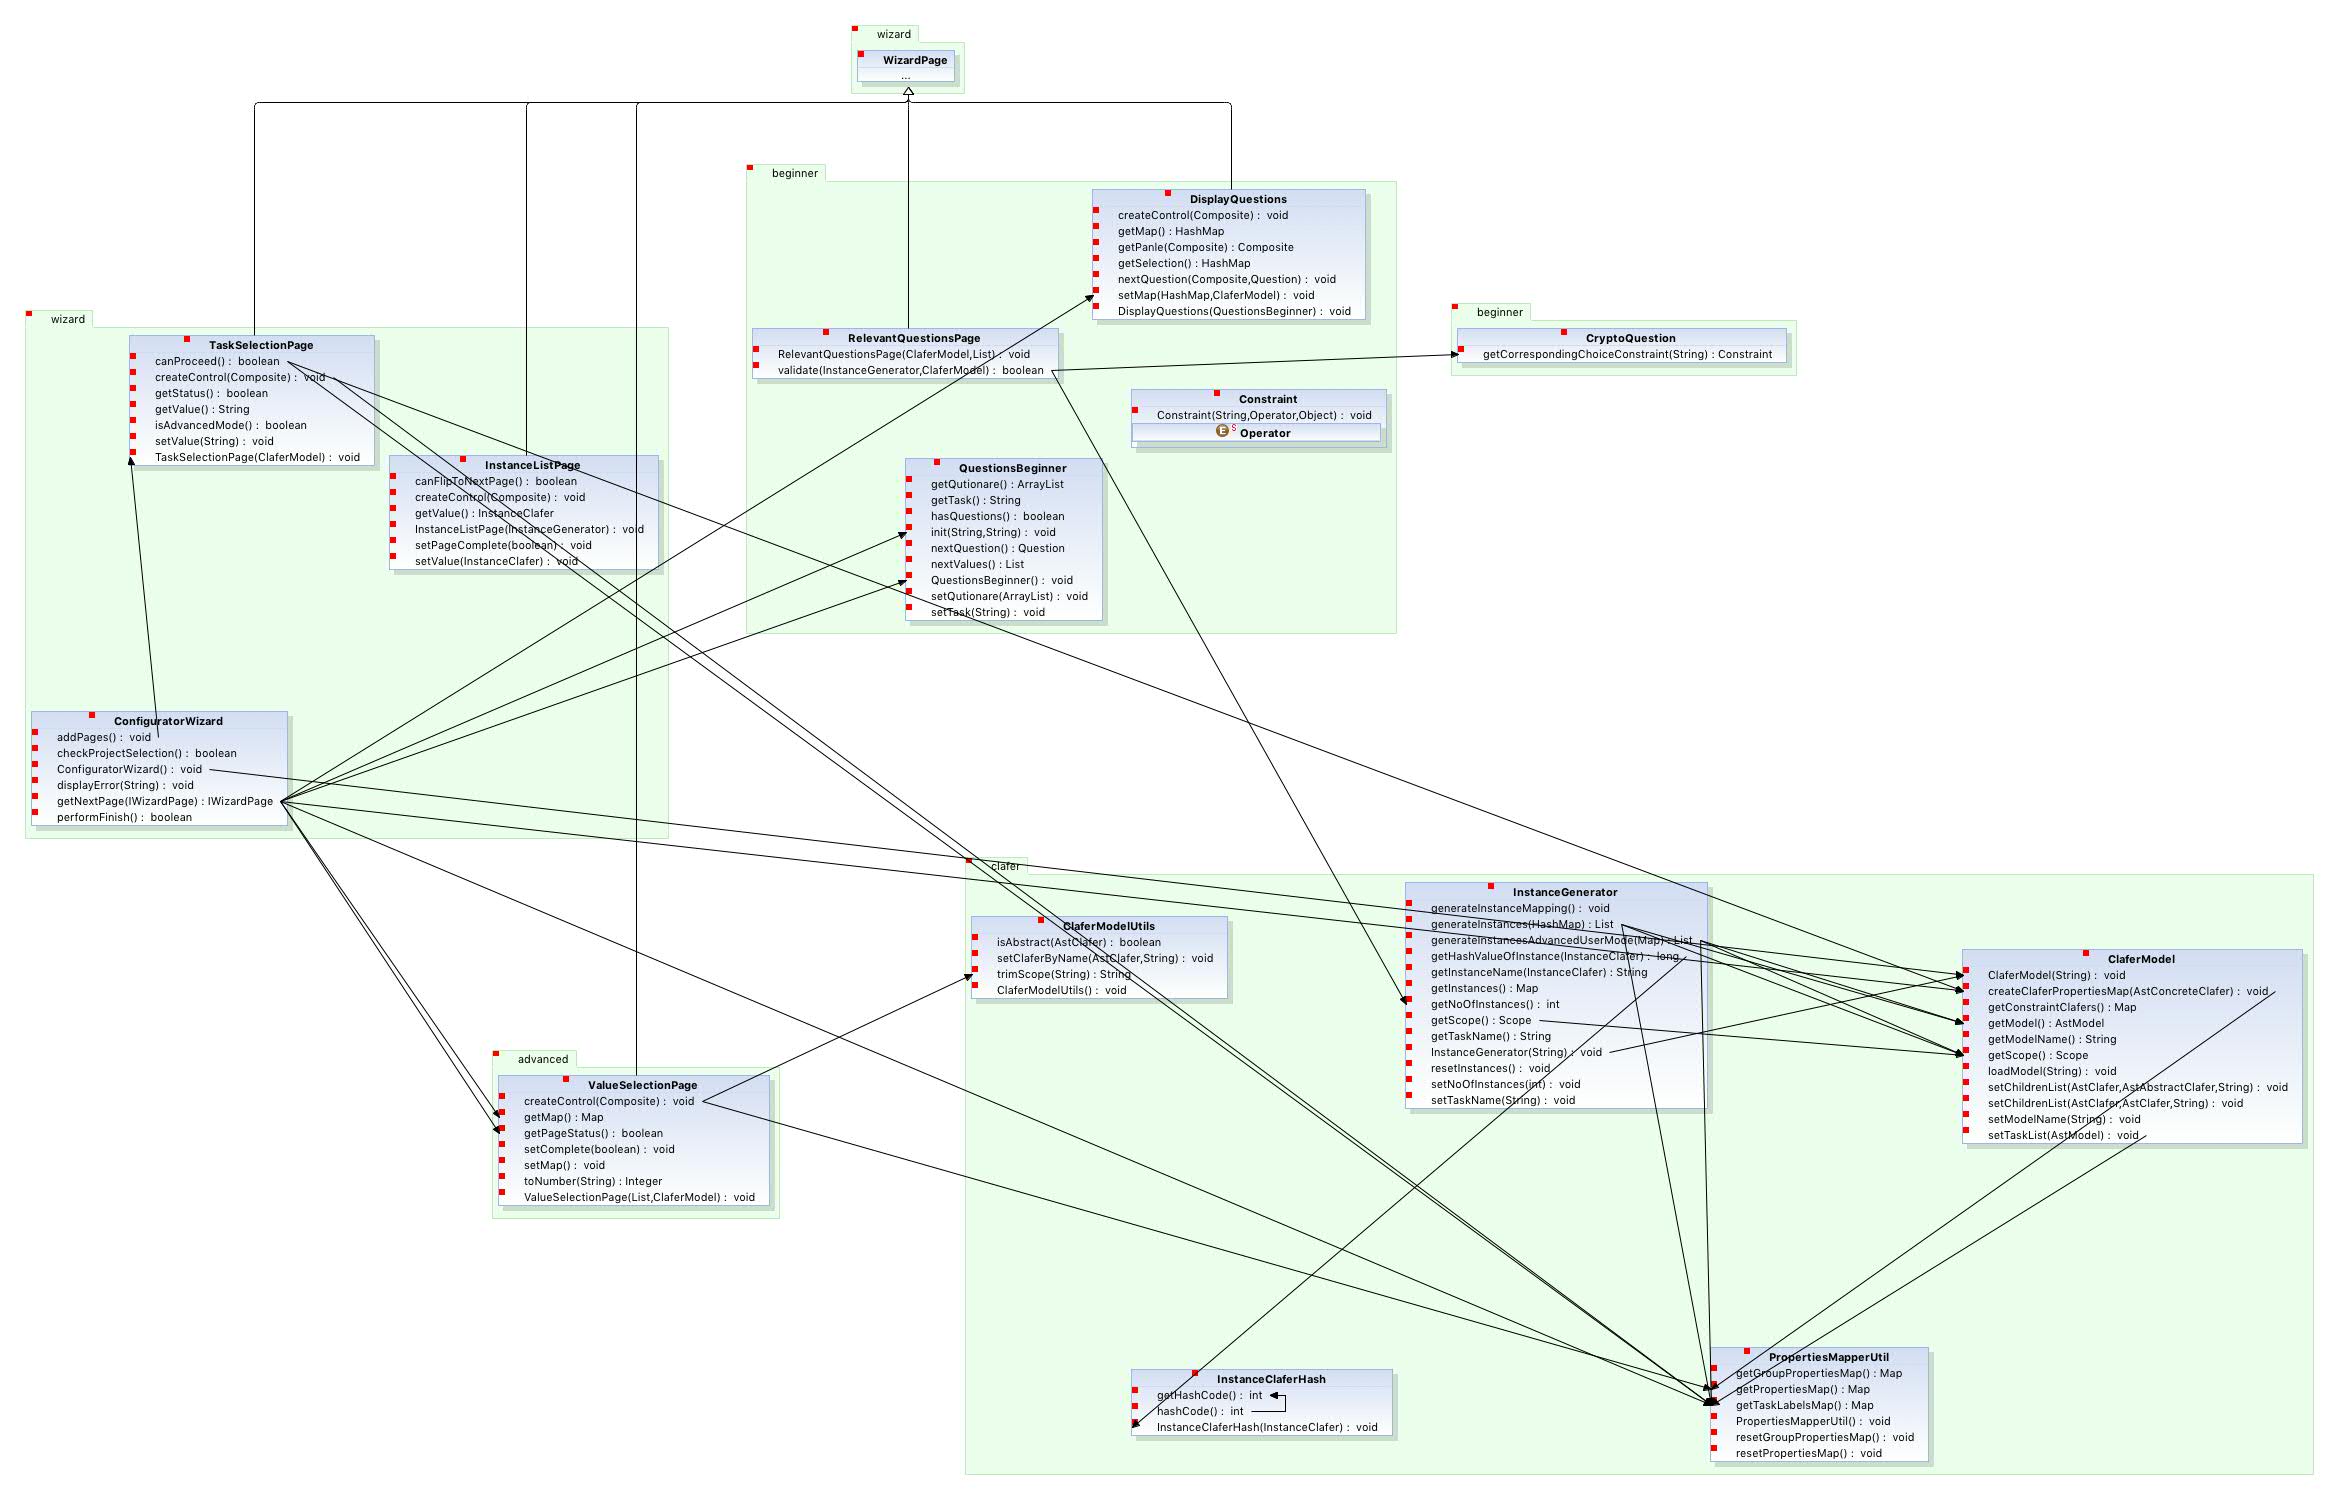 wizard
WizardPage
...
beginner
DisplayQuestions
createControl(Composite) : void
getMap() : HashMap
getPanle(Composite) : Composite
getSelection() : HashMap
nextQuestion(Composite,Question) : void
setMap(HashMap,ClaferModel) : void
DisplayQuestions(QuestionsBeginner) : void
RelevantQuestionsPage
RelevantQuestionsPage(ClaferModel,List) : void
validate(InstanceGenerator,ClaferModel) : boolean
Constraint
Constraint(String,Operator,Object) : void
E S Operator
QuestionsBeginner
getQutionare() : ArrayList
getTask() : String
hasQuestions() : boolean
init(String,String) : void
nextQuestion() : Question
nextValues() : List
QuestionsBeginner() : void
setQutionare(ArrayList) : void
setTask(String) : void
beginner
CryptoQuestion
getCorrespondingChoiceConstraint(String) : Constraint
wizard
TaskSelectionPage
canProceed() : boolean
createControl(Composite) : void
getStatus() : boolean
getValue() : String
isAdvancedMode() : boolean
setValue(String) : void
TaskSelectionPage(ClaferModel) : void
InstanceListPage
canFlipToNextPage() : boolean
createControl(Composite) : void
getValue() : InstanceClafer
InstanceListPage(InstanceGenerator) : void
setPageComplete(boolean) : void
setValue(InstanceClafer) : void
ConfiguratorWizard
addPages() : void
checkProjectSelection() : boolean
ConfiguratorWizard() : void
displayError(String) : void
getNextPage(IWizardPage) : IWizardPage
performFinish() : boolean
clafer
ClaferModelUtils
isAbstract(AstClafer) : boolean
setClaferByName(AstClafer,String) : void
trimScope(String) : String
ClaferModelUtils() : void
InstanceGenerator
generateInstanceMapping() : void
generateInstances(HashMap) : List
generateInstancesAdvancedUserMode(Map) : List
getHashValueOfInstance(InstanceClafer) : long
getInstanceName(InstanceClafer) : String
getInstances() : Map
getNoOfInstances() : int
getScope() : Scope
getTaskName() : String
InstanceGenerator(String) : void
resetInstances() : void
setNoOfInstances(int) : void
setTaskName(String) : void
ClaferModel
ClaferModel(String) : void
createClaferPropertiesMap(AstConcreteClafer) : void
getConstraintClafers() : Map
getModel() : AstModel
getModelName() : String
getScope() : Scope
loadModel(String) : void
setChildrenList(AstClafer,AstAbstractClafer,String) : void
setChildrenList(AstClafer,AstClafer,String) : void
setModelName(String) : void
setTaskList(AstModel) : void
advanced
ValueSelectionPage
createControl(Composite) : void
getMap() : Map
getPageStatus() : boolean
setComplete(boolean) : void
setMap() : void
toNumber(String) : Integer
ValueSelectionPage(List,ClaferModel) : void
InstanceClaferHash
getHashCode() : int
hashCode() : int
InstanceClaferHash(InstanceClafer) : void
PropertiesMapperUtil
getGroupPropertiesMap() : Map
getPropertiesMap() : Map
getTaskLabelsMap() : Map
PropertiesMapperUtil() : void
resetGroupPropertiesMap() : void
resetPropertiesMap() : void